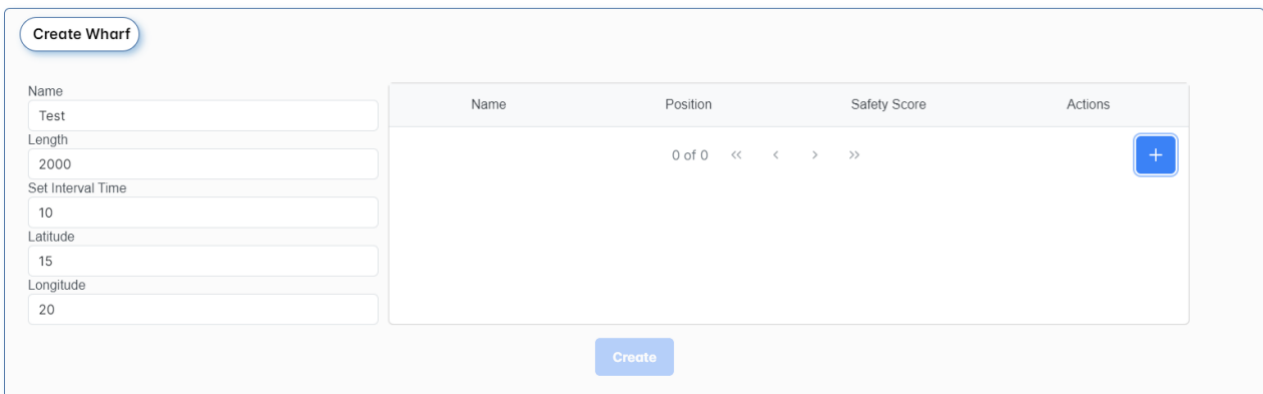 Create Wharf
Name
Test
Length
2000
Set Interval Time
10
Latitude
15
Longitude
20
Name Position Safety Score Actions
0 of 0 « ‹ › »
+
Create